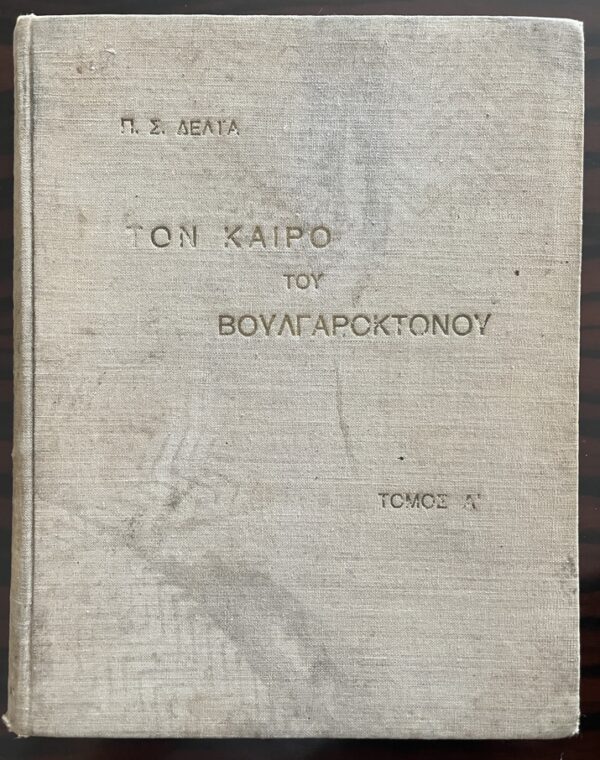 Π. Σ. ΔΕΛΤΑ
ΤΟΝ ΚΑΙΡΟ
ΤΟΥ
ΒΟΥΛΓΑΡΟΚΤΟΝΟΥ
ΤΟΜΟΣ Α'